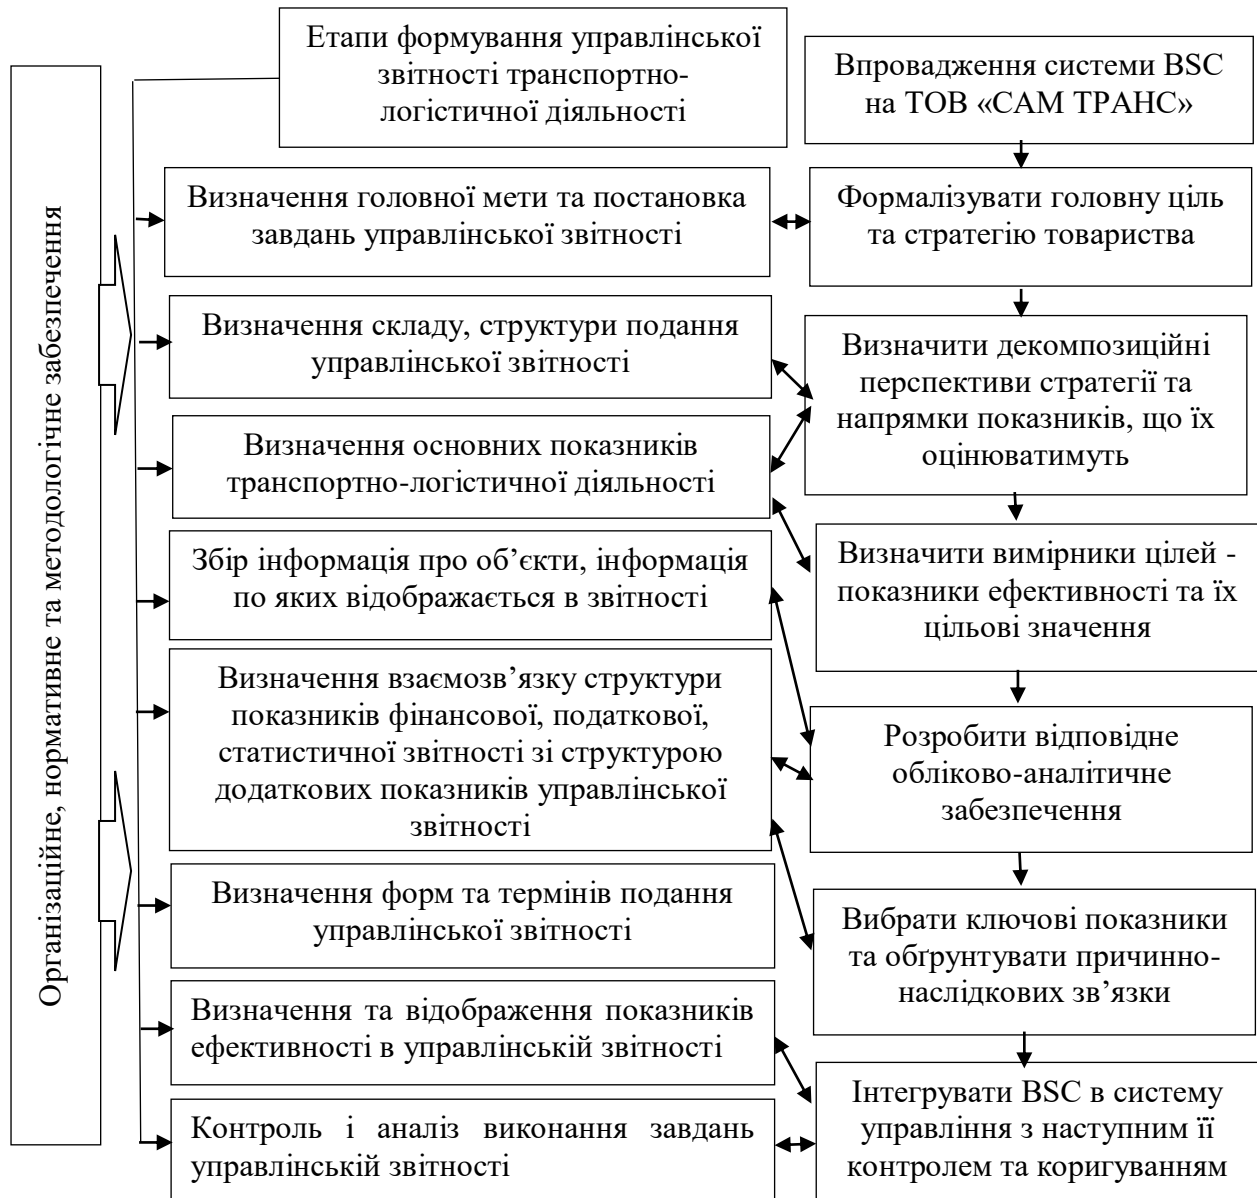 Організаційне, нормативне та методологічне забезпечення
Етапи формування управлінської
звітності транспортно-
логістичної діяльності
Визначення головної мети та постановка
завдань управлінської звітності
Визначення складу, структури подання
управлінської звітності
Визначення основних показників
транспортно-логістичної діяльності
Збір інформація про об’єкти, інформація
по яких відображається в звітності
Визначення взаємозв’язку структури
показників фінансової, податкової,
статистичної звітності зі структурою
додаткових показників управлінської
звітності
Визначення форм та термінів подання
управлінської звітності
Визначення та відображення показників
ефективності в управлінській звітності
Контроль і аналіз виконання завдань
управлінській звітності
Впровадження системи BSC
на ТОВ «САМ ТРАНС»
Формалізувати головну ціль
та стратегію товариства
Визначити декомпозиційні
перспективи стратегії та
напрямки показників, що їх
оцінюватимуть
Визначити вимірники цілей -
показники ефективності та їх
цільові значення
Розробити відповідне
обліково-аналітичне
забезпечення
Вибрати ключові показники
та обґрунтувати причинно-
наслідкових зв’язки
Інтегрувати BSC в систему
управління з наступним її
контролем та коригуванням